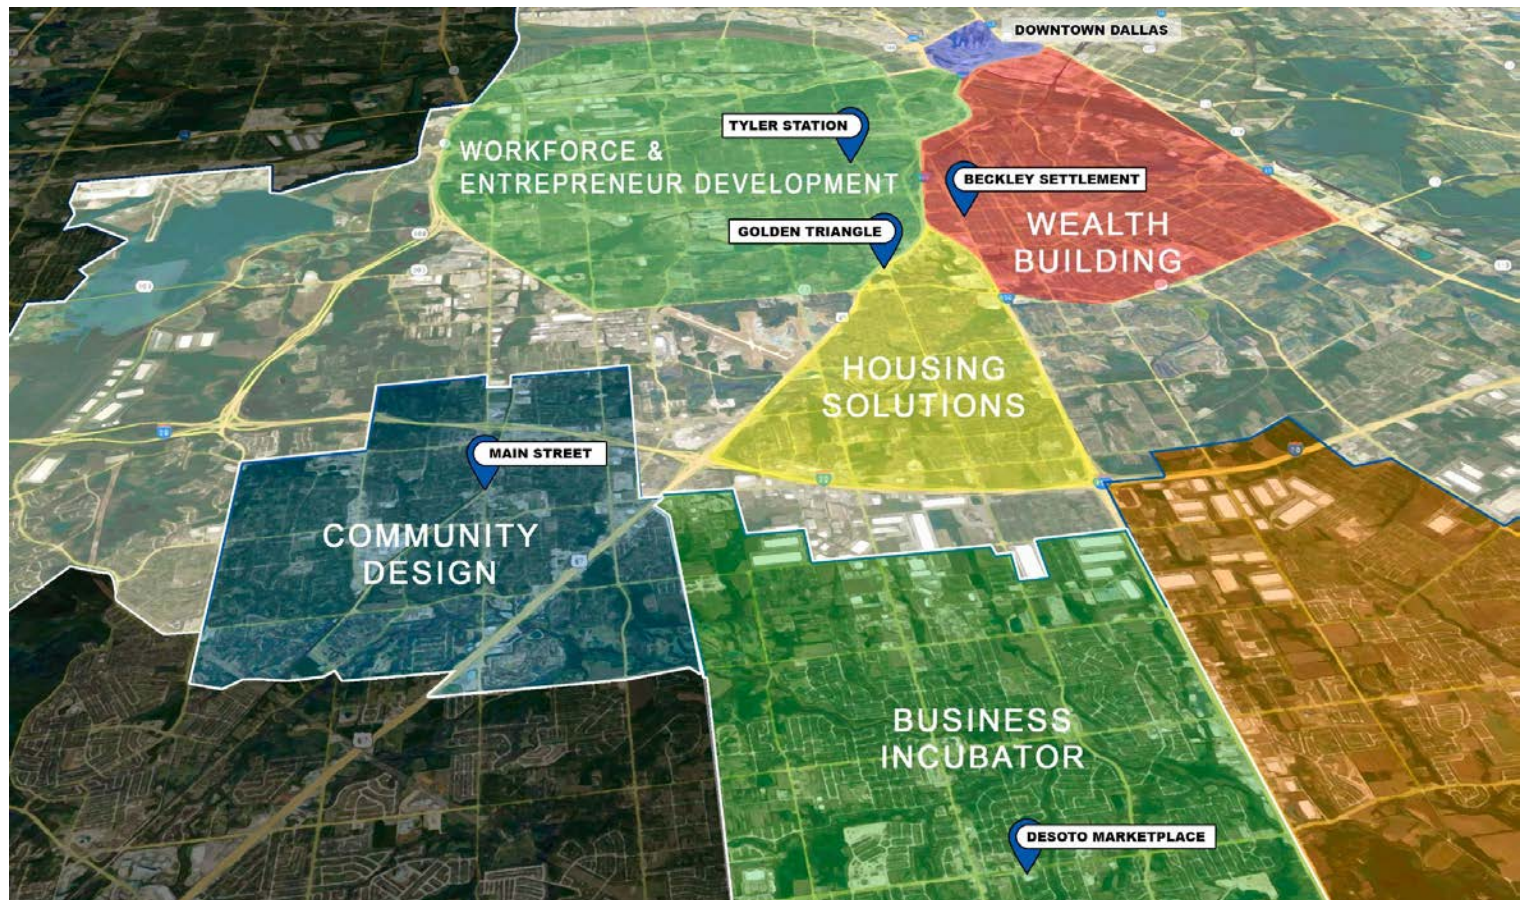 DOWNTOWN DALLAS
TYLER STATION
WORKFORCE &
ENTREPRENEUR DEVELOPMENT
BECKLEY SETTLEMENT
GOLDEN TRIANGLE
WEALTH
BUILDING
HOUSING
SOLUTIONS
MAIN STREET
COMMUNITY
DESIGN
67
BUSINESS
INCUBATOR
DESOTO MARKETPLACE